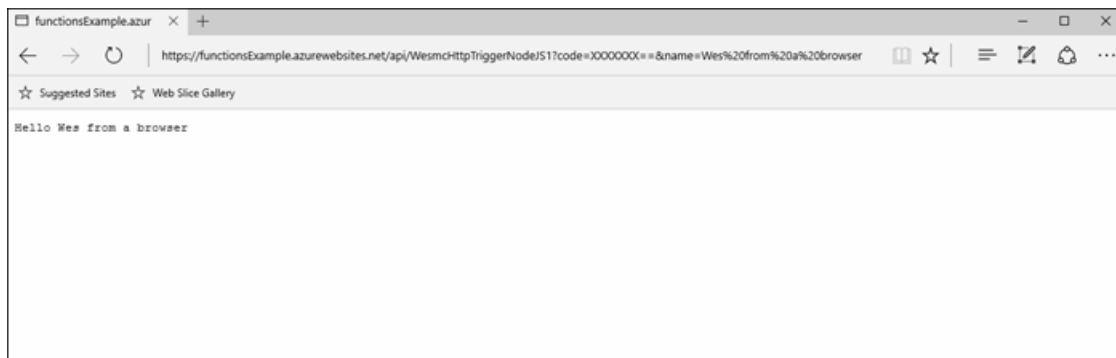 functionsExample.azur
https://functionsExample.azurewebsites.net/api/WesmcHttpTriggerNodeJS1?code=XXXXXXX==&name=Wes%20from%20a%20browser
Suggested Sites Web Slice Gallery
Hello Wes from a browser